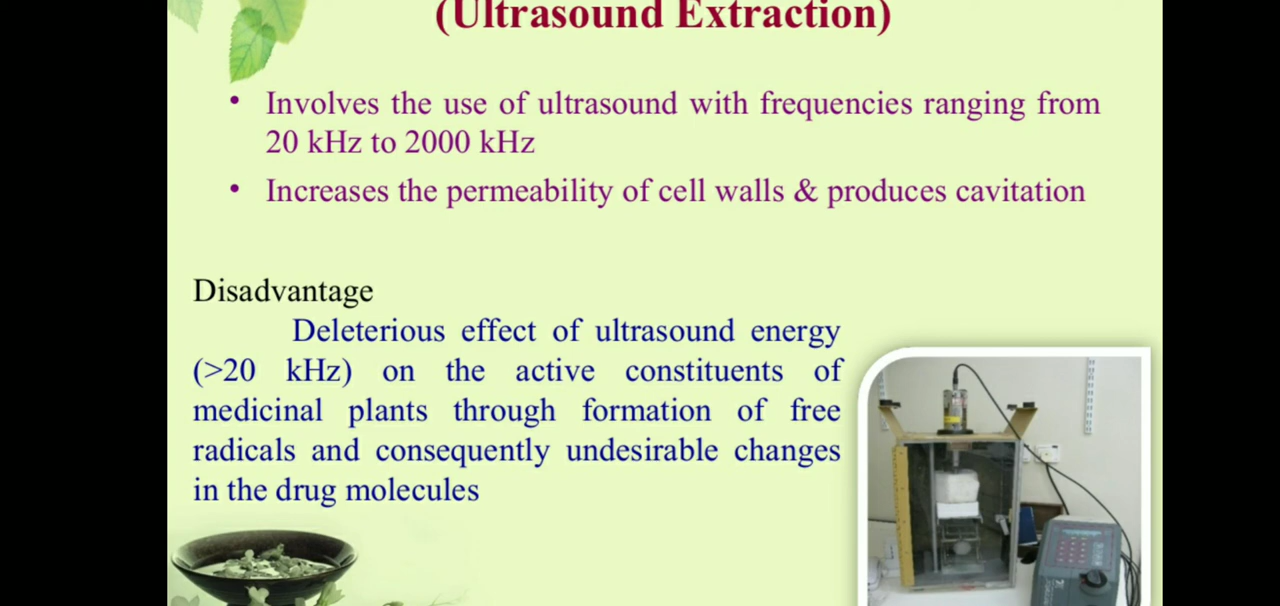 (Ultrasound Extraction)
• Involves the use of ultrasound with frequencies ranging from
20 kHz to 2000 kHz
• Increases the permeability of cell walls & produces cavitation
Disadvantage
Deleterious effect of ultrasound energy
(>20 kHz) on the active constituents of
medicinal plants through formation of free
radicals and consequently undesirable changes
in the drug molecules